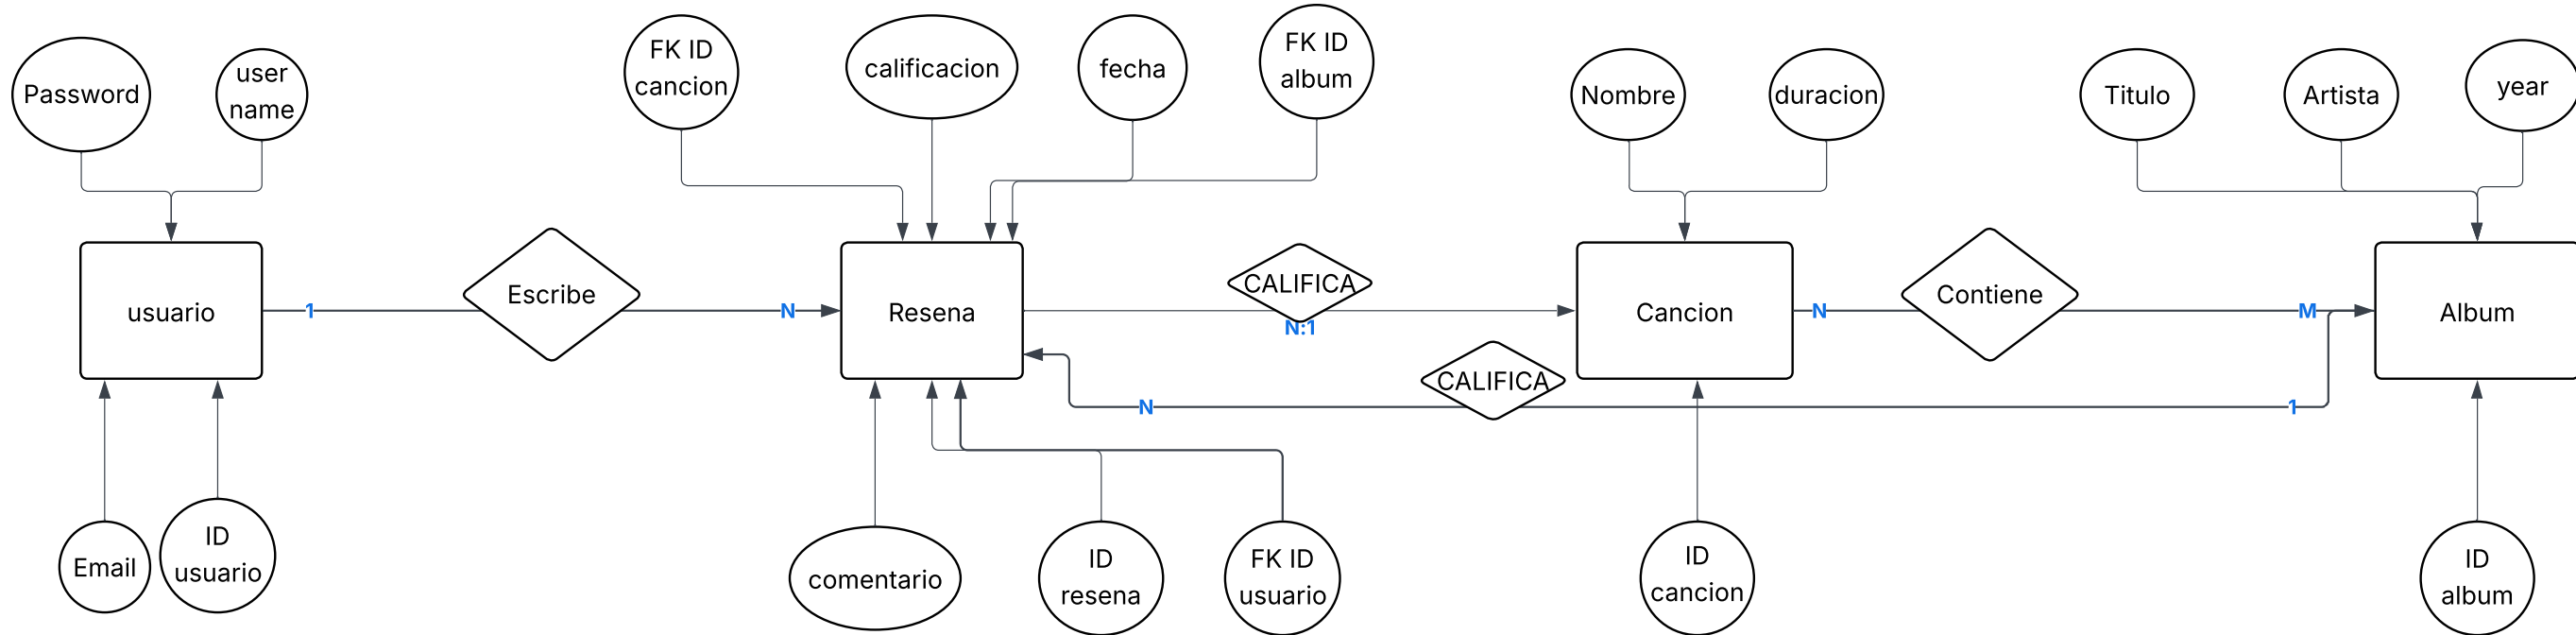 Password
user
name
FK ID
cancion
calificacion
fecha
FK ID
album
Nombre
duracion
Titulo
Artista
year
usuario
1
Escribe
N
Resena
CALIFICA
N:1
Cancion
N
Contiene
M
Album
CALIFICA
N
1
Email
ID
usuario
comentario
ID
resena
FK ID
usuario
ID
cancion
ID
album